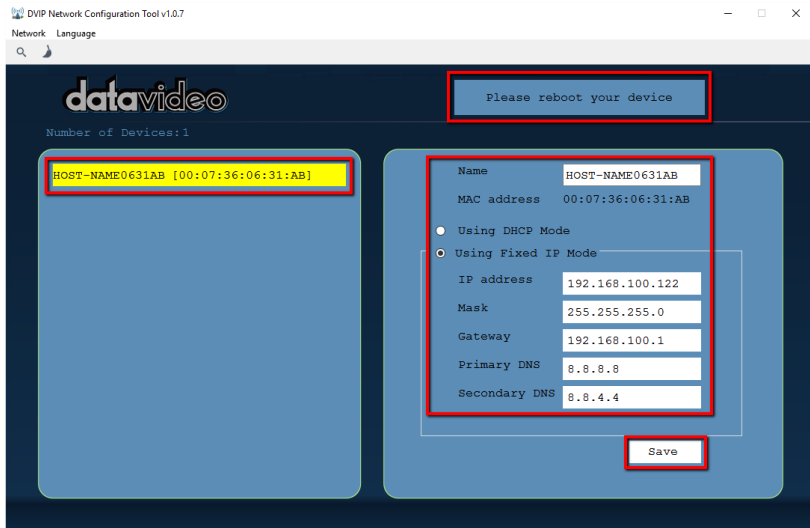 DVIP Network Configuration Tool v1.0.7
Network Language
datavideo
Please reboot your device
Number of Devices:1
HOST-NAME0631AB [00:07:36:06:31:AB]
Name HOST-NAME0631AB
MAC address 00:07:36:06:31:AB
Using DHCP Mode
Using Fixed IP Mode
IP address 192.168.100.122
Mask 255.255.255.0
Gateway 192.168.100.1
Primary DNS 8.8.8.8
Secondary DNS 8.8.4.4
Save